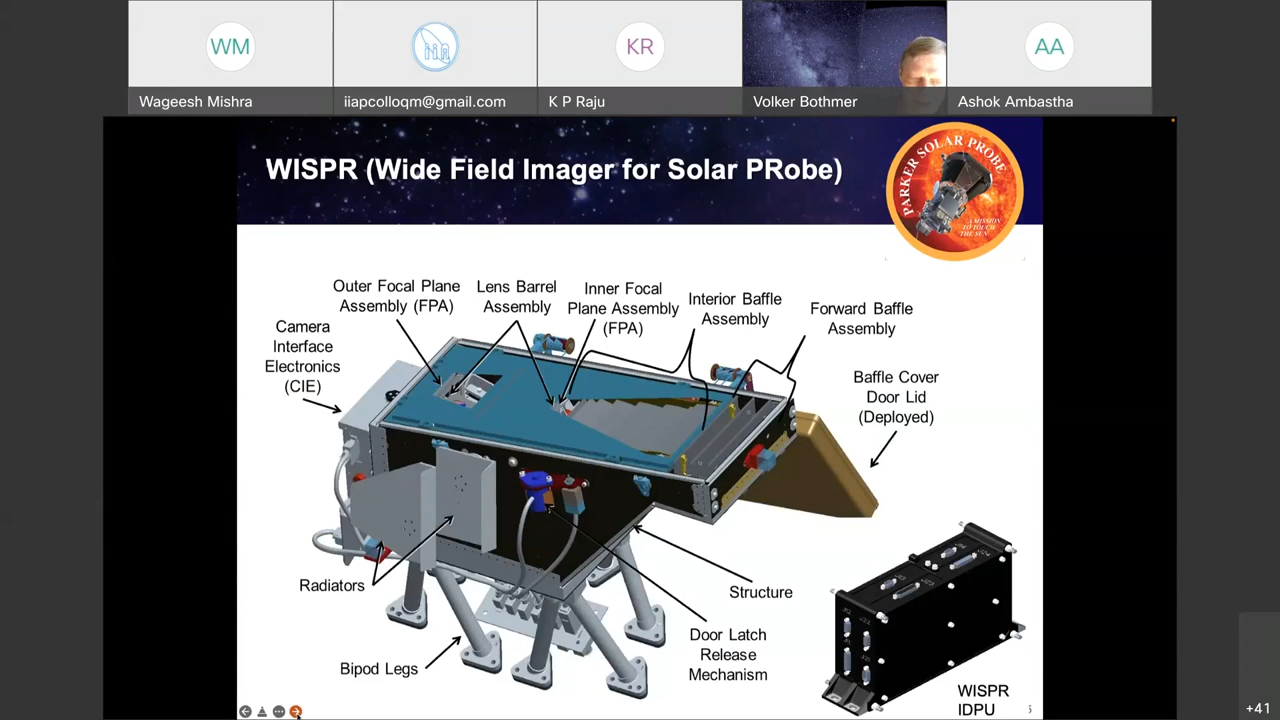 WM
KR
AA
Wageesh Mishra
iiapcolloqm@gmail.com
K P Raju
Volker Bothmer
Ashok Ambastha
WISPR (Wide Field Imager for Solar PRobe)
PARKER SOLAR PROBE
A MISSION
TO TOUCH
THE SUN
Outer Focal Plane
Assembly (FPA)
Lens Barrel
Assembly
Inner Focal
Plane Assembly
(FPA)
Interior Baffle
Assembly
Forward Baffle
Assembly
Camera
Interface
Electronics
(CIE)
Baffle Cover
Door Lid
(Deployed)
Radiators
Structure
Door Latch
Release
Mechanism
Bipod Legs
WISPR
IDPU
+41